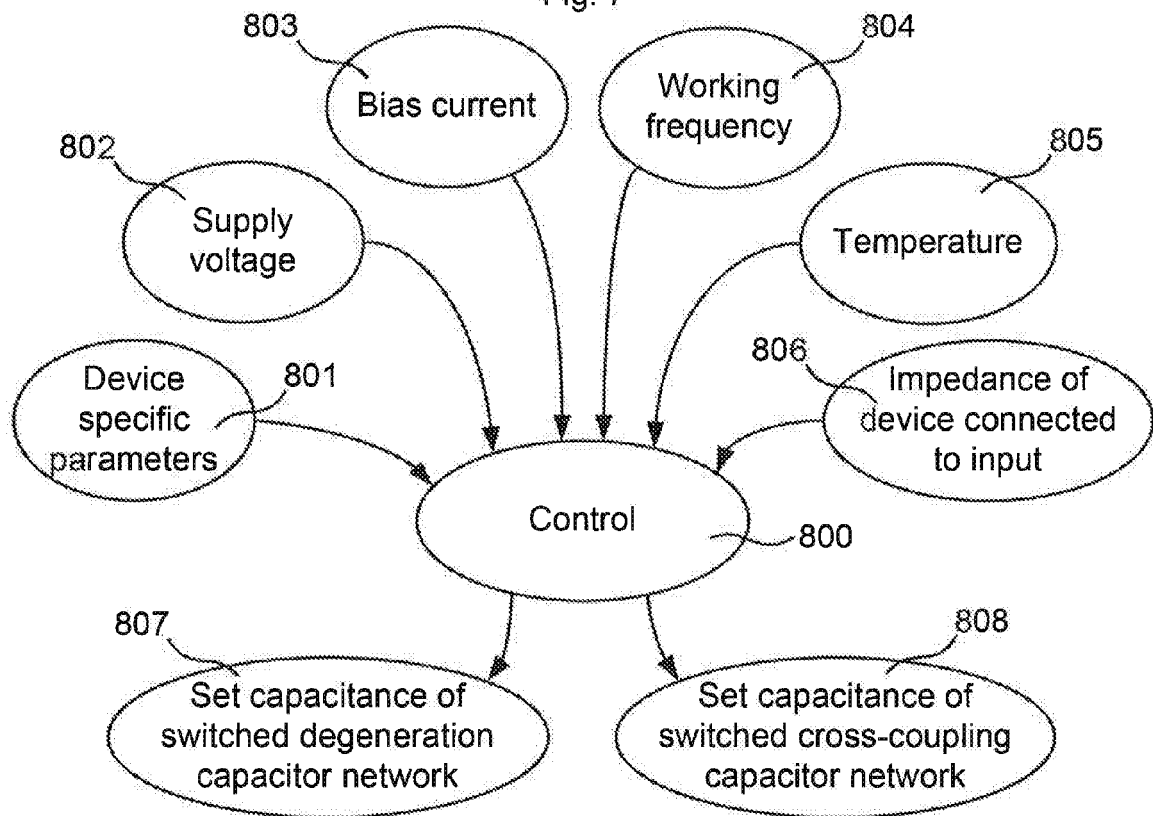 803
804
Bias current
Working
frequency
802
805
Supply
voltage
Temperature
801
806
Device
specific
parameters
Impedance of
device connected
to input
Control
800
807
808
Set capacitance of
switched degeneration
capacitor network
Set capacitance of
switched cross-coupling
capacitor network